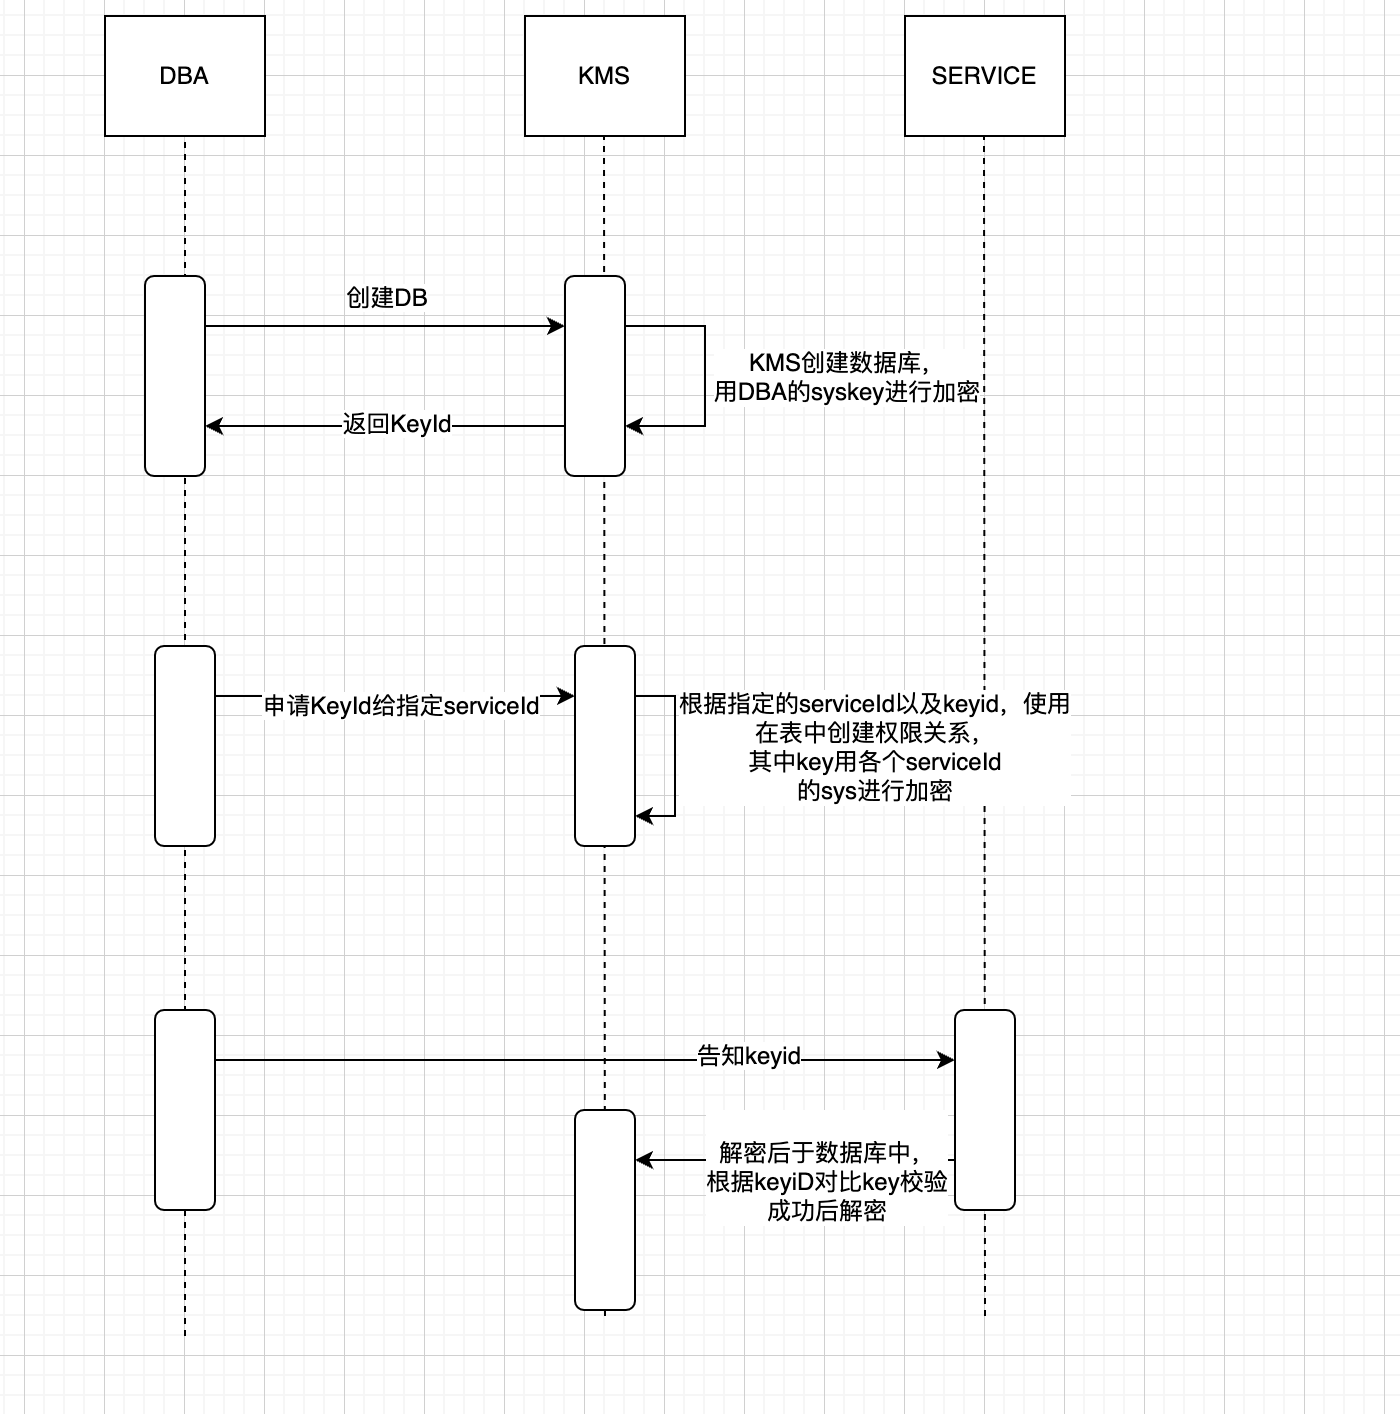 DBA
KMS
SERVICE
创建DB
KMS创建数据库，
用DBA的syskey进行加密
返回KeyId
申请KeyId给指定serviceId
根据指定的serviceId以及keyid，使用
在表中创建权限关系，
其中key用各个serviceId
的sys进行加密
告知keyid
解密后于数据库中，
根据keyiD对比key校验
成功后解密